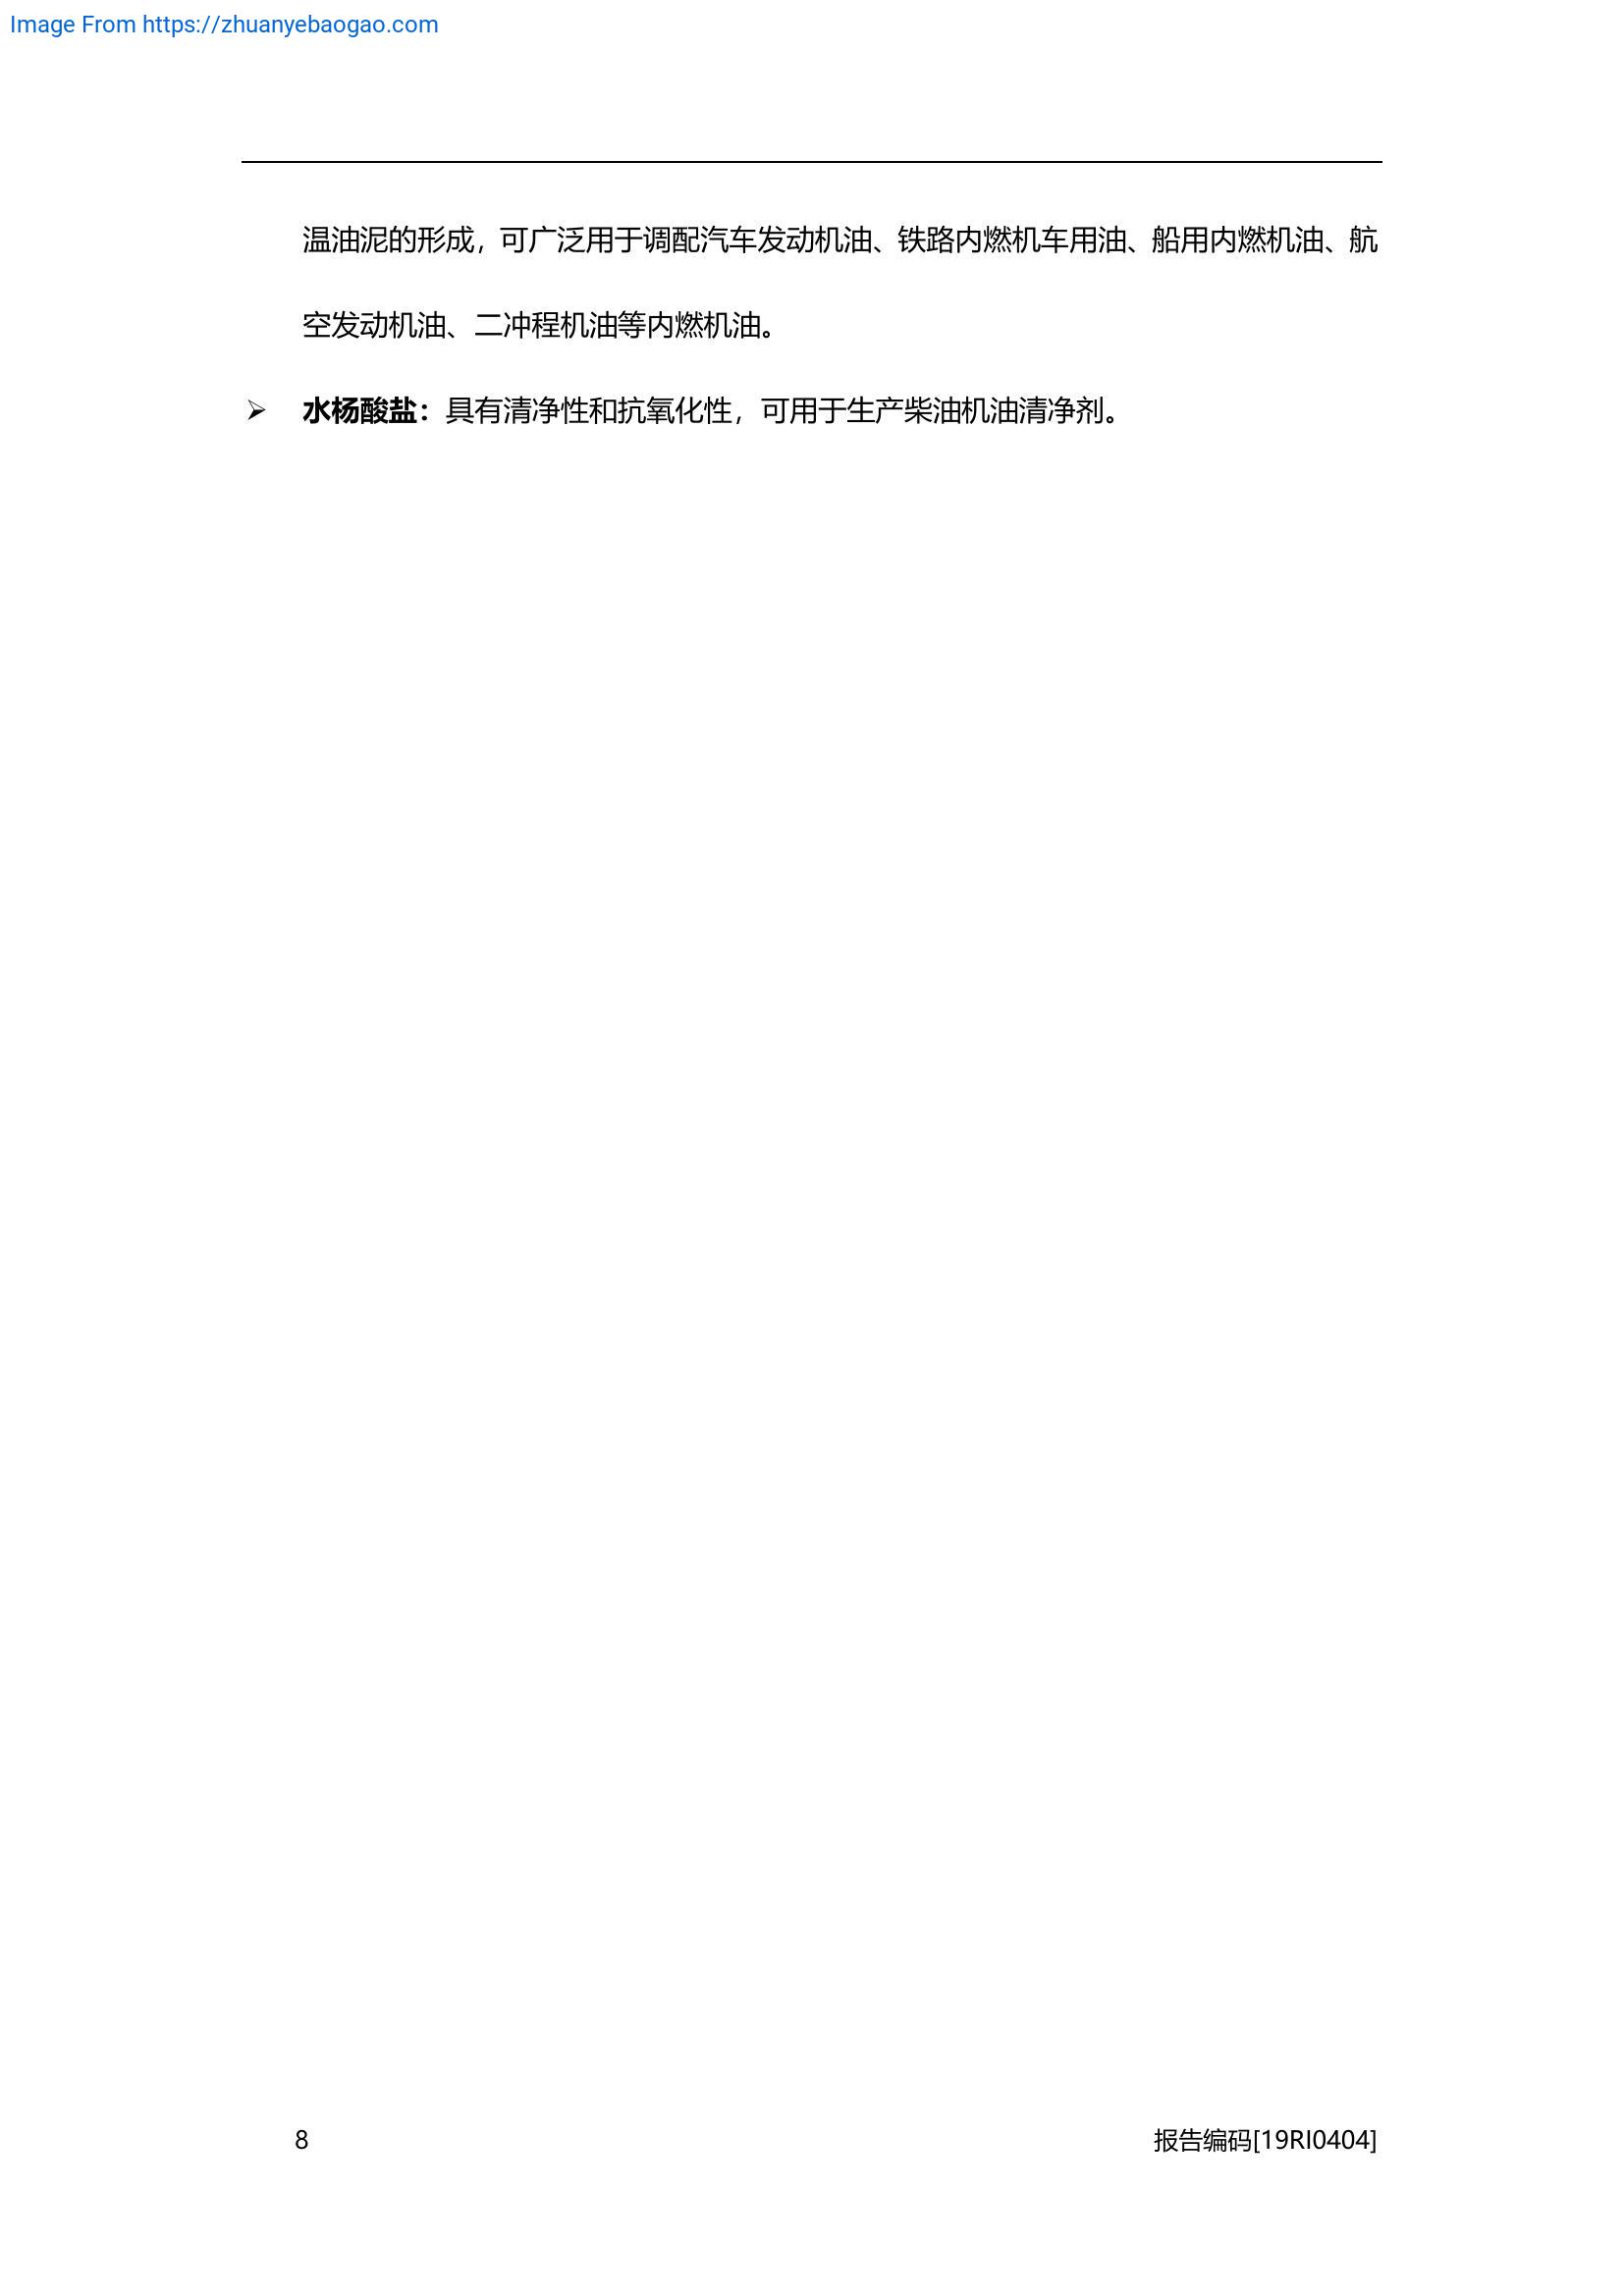 Image From https://zhuanyebaogao.com
温油泥的形成，可广泛用于调配汽车发动机油、铁路内燃机车用油、船用内燃机油、航
空发动机油、二冲程机油等内燃机油。
➢ 水杨酸盐：具有清净性和抗氧化性，可用于生产柴油机油清净剂。
8 报告编码[19RI0404]